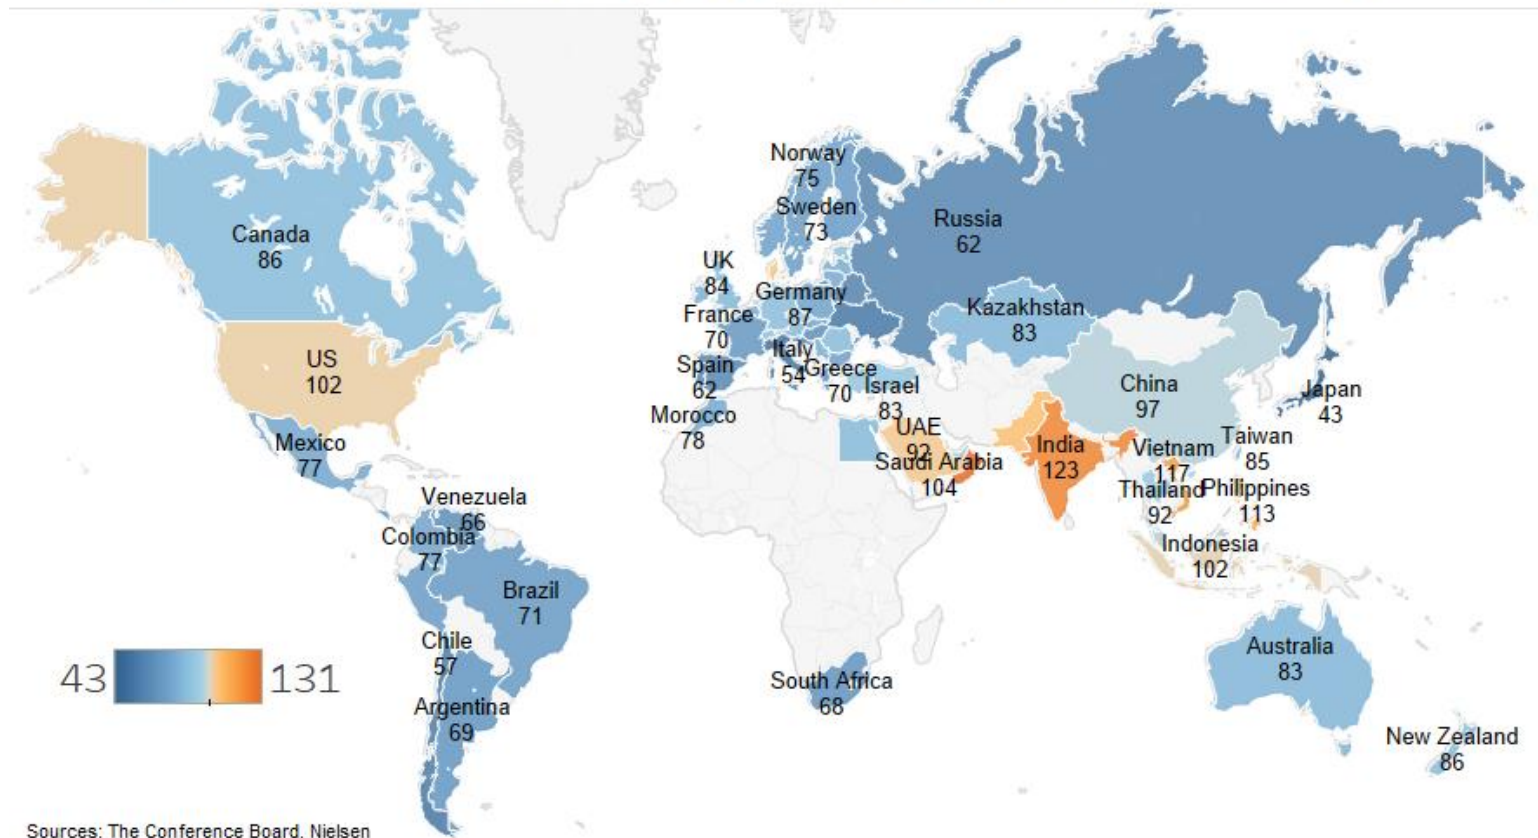 Norway
75
Sweden
73
Russia
62
Canada
86
UK
84
Germany
87
France
70
Kazakhstan
83
US
102
Italy
54
Spain
62
Greece
70
Israel
83
China
97
Japan
43
Morocco
78
UAE
92
Mexico
77
India
123
Vietnam
117
Taiwan
85
Saudi Arabia
104
Thailand
92
Philippines
113
Venezuela
66
Colombia
77
Indonesia
102
Brazil
71
Chile
57
Australia
83
43
131
South Africa
68
Argentina
69
New Zealand
86
Sources: The Conference Board, Nielsen